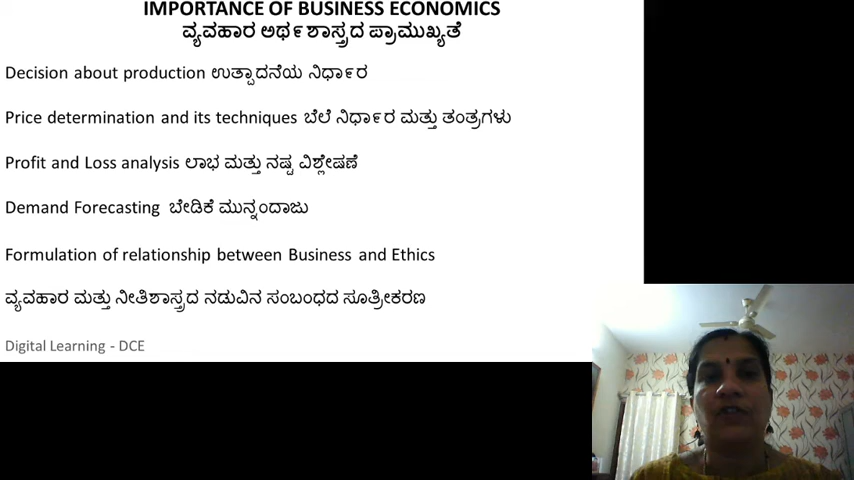 IMPORTANCE OF BUSINESS ECONOMICS
ವ್ಯವಹಾರ ಅರ್ಥಶಾಸ್ತ್ರದ ಪ್ರಾಮುಖ್ಯತೆ
Decision about production ಉತ್ಪಾದನೆಯ ನಿರ್ಧಾರ
Price determination and its techniques ಬೆಲೆ ನಿರ್ಧಾರ ಮತ್ತು ತಂತ್ರಗಳು
Profit and Loss analysis ಲಾಭ ಮತ್ತು ನಷ್ಟ ವಿಶ್ಲೇಷಣೆ
Demand Forecasting ಬೇಡಿಕೆ ಮುನ್ನಂದಾಜು
Formulation of relationship between Business and Ethics
ವ್ಯವಹಾರ ಮತ್ತು ನೀತಿಶಾಸ್ತ್ರದ ನಡುವಿನ ಸಂಬಂಧದ ಸೂತ್ರೀಕರಣ
Digital Learning - DCE